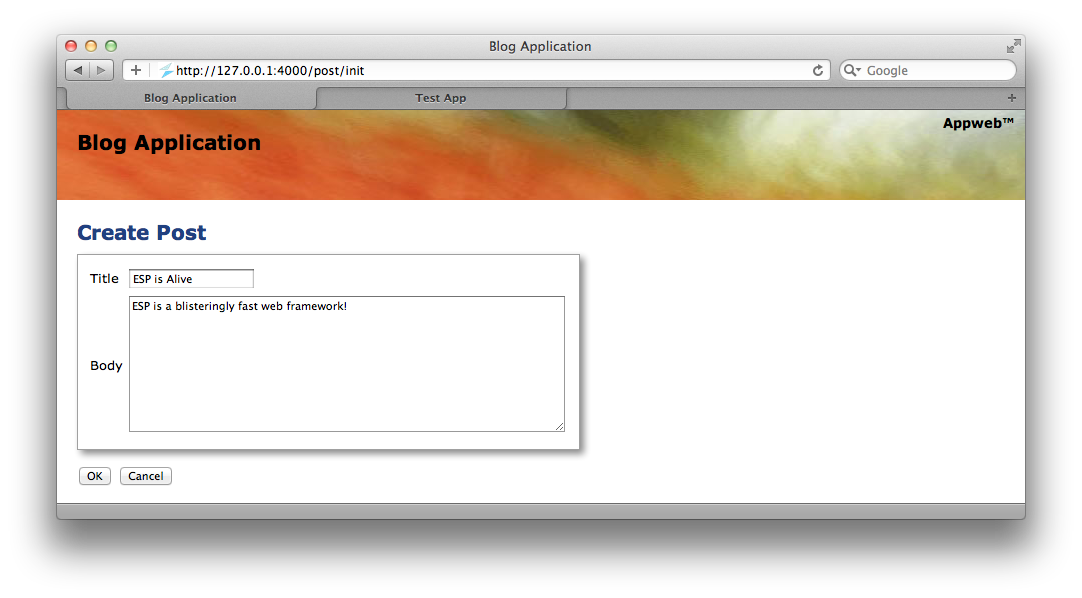 Blog Application
http://127.0.0.1:4000/post/init
Google
Blog Application
Test App
Appweb™
Blog Application
Create Post
Title
ESP is Alive
ESP is a blisteringly fast web framework!
Body
OK
Cancel